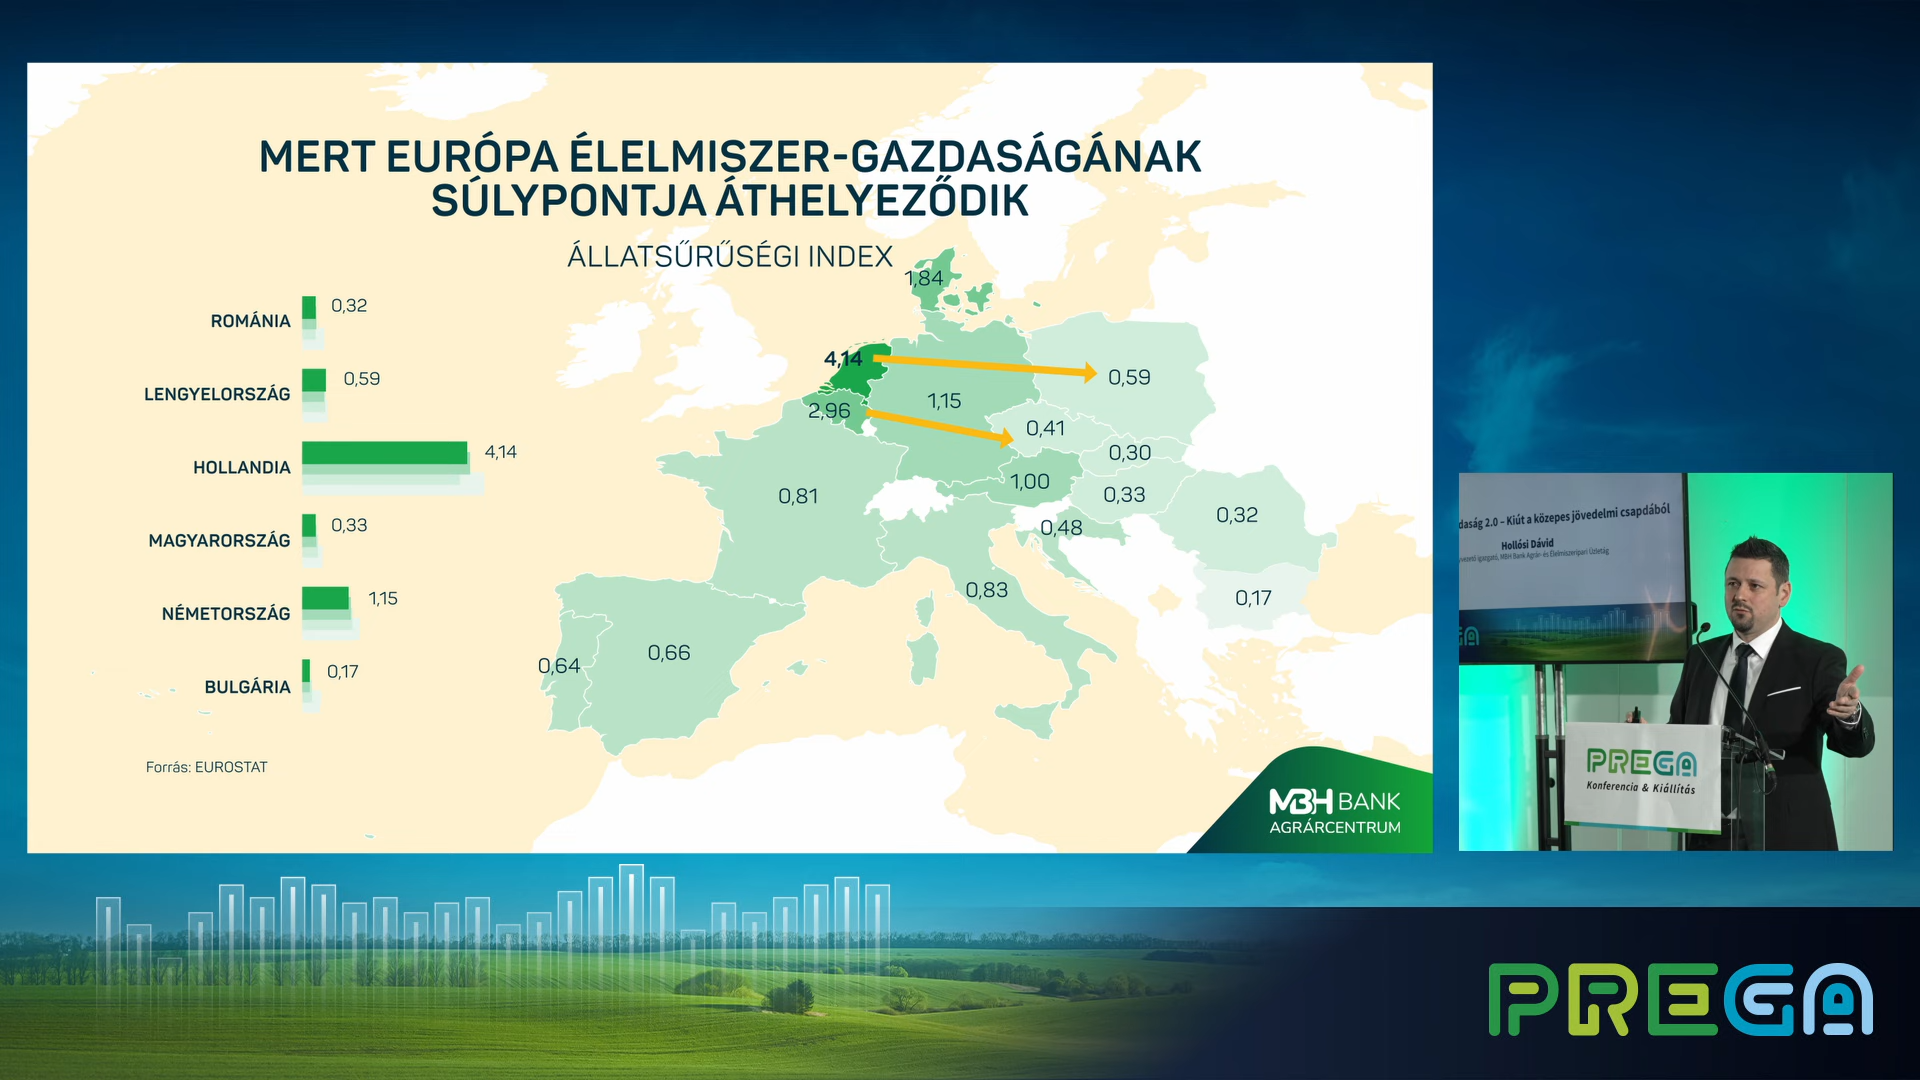 MERT EURÓPA ÉLELMISZER-GAZDASÁGÁNAK
SÚLYPONTJA ÁTHELYEZŐDIK
ÁLLATSŰRŰSÉGI INDEX
ROMÁNIA 0,32
LENGYELORSZÁG 0,59
HOLLANDIA 4,14
MAGYARORSZÁG 0,33
NÉMETORSZÁG 1,15
BULGÁRIA 0,17
Forrás: EUROSTAT
1,84
4,14
0,59
2,96
1,15
0,41
0,30
1,00
0,33
0,81
0,32
0,48
0,83
0,17
0,64
0,66
MBH BANK
AGRÁRCENTRUM
daság 2.0 – Kiút a közepes jövedelmi csapdából
Hollósi Dávid
vezető igazgató, MBH Bank Agrár- és Élelmiszeripari Üzletág
GA
PREGA
Konferencia & Kiállítás
PREGA